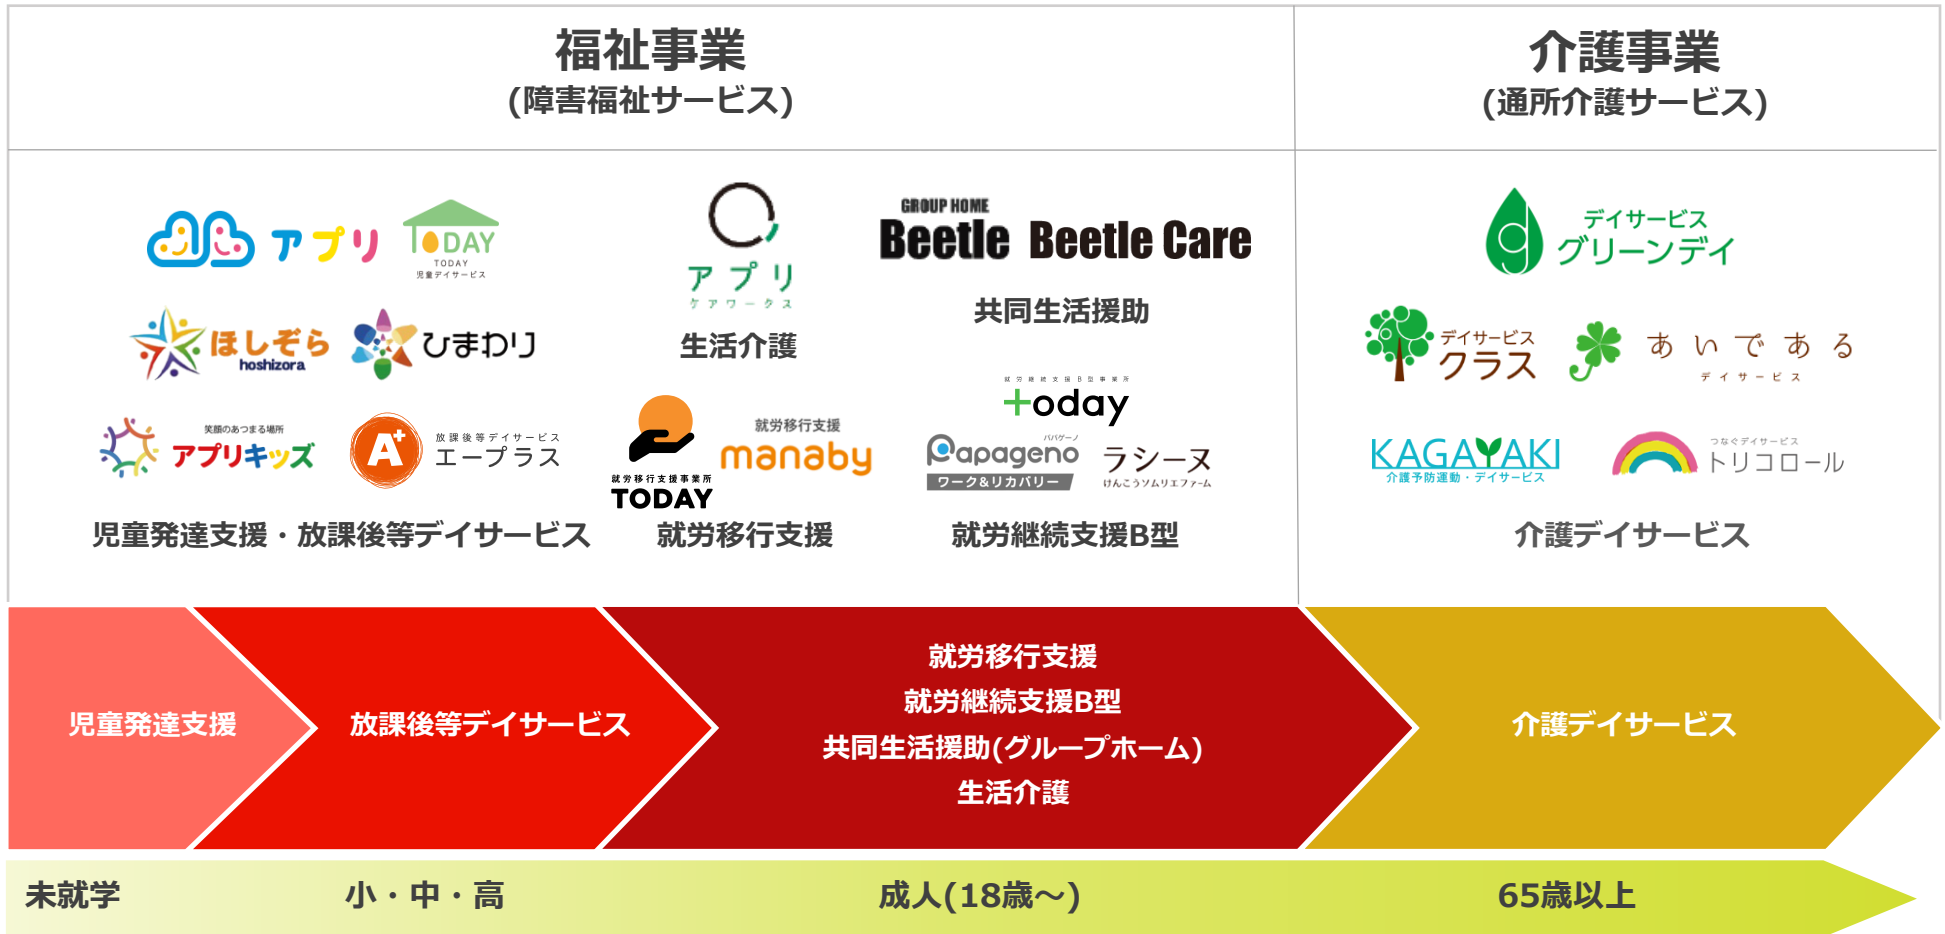 福祉事業
(障害福祉サービス)
介護事業
(通所介護サービス)
アプリ
TODAY
TODAY
児童デイサービス
ほしぞら
hoshizora
ひまわり
笑顔のあつまる場所
アプリキッズ
A+
放課後等デイサービス
エープラス
児童発達支援・放課後等デイサービス
アプリ
ケアワークス
生活介護
就労移行支援事業所
TODAY
就労移行支援
manaby
就労移行支援
GROUP HOME
Beetle
Beetle Care
共同生活援助
就労継続支援B型事業所
today
パパゲーノ
Papageno
ワーク&リカバリー
ラシーヌ
けんこうソムリエファーム
就労継続支援B型
デイサービス
グリーンデイ
デイサービス
クラス
あいである
デイサービス
KAGAYAKI
介護予防運動・デイサービス
つなぐデイサービス
トリコロール
介護デイサービス
児童発達支援
放課後等デイサービス
就労移行支援
就労継続支援B型
共同生活援助(グループホーム)
生活介護
介護デイサービス
未就学
小・中・高
成人(18歳～)
65歳以上